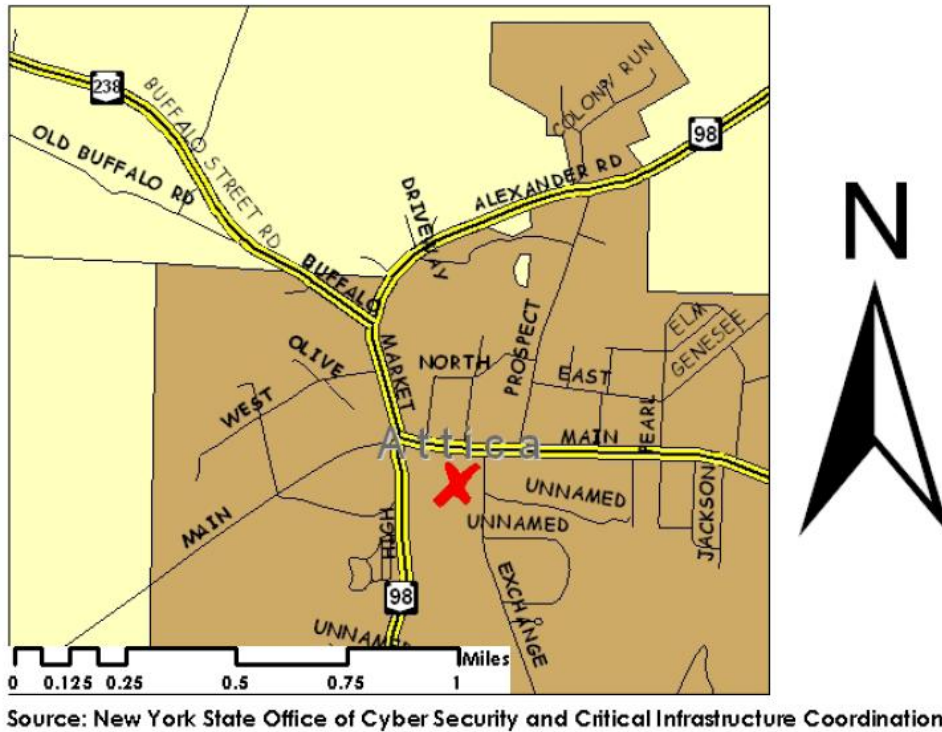 238
BUFFALO STREET RD
OLD BUFFALO RD
COLONY RUN
98
ALEXANDER RD
DRIVEWAY
N
BUFFALO
ELM
GENESEE
OLIVE
MARKET
NORTH
PROSPECT
EAST
WEST
PEARL
MAIN
Attica
UNNAMED
UNNAMED
JACKSON
MAIN
HIGH
EXCHANGE
98
UNNAMED
Miles
0 0.125 0.25 0.5 0.75 1
Source: New York State Office of Cyber Security and Critical Infrastructure Coordination